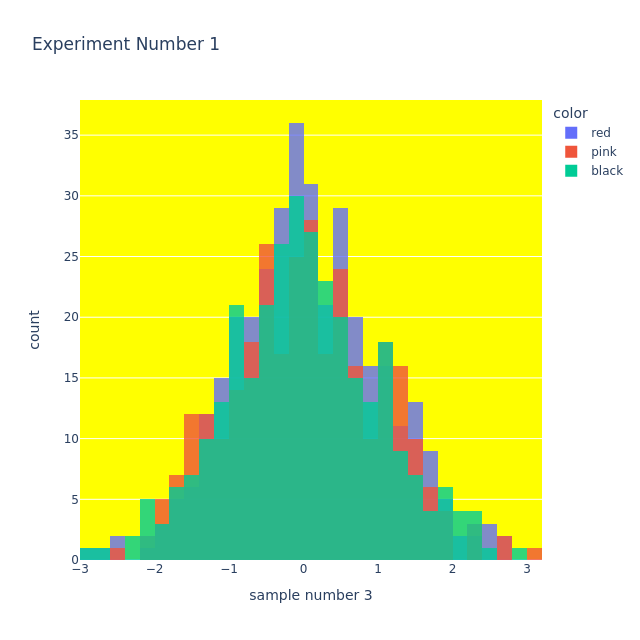 Experiment Number 1
color
red
pink
black
35
30
25
20
15
10
5
0
count
−3
−2
−1
0
1
2
3
sample number 3